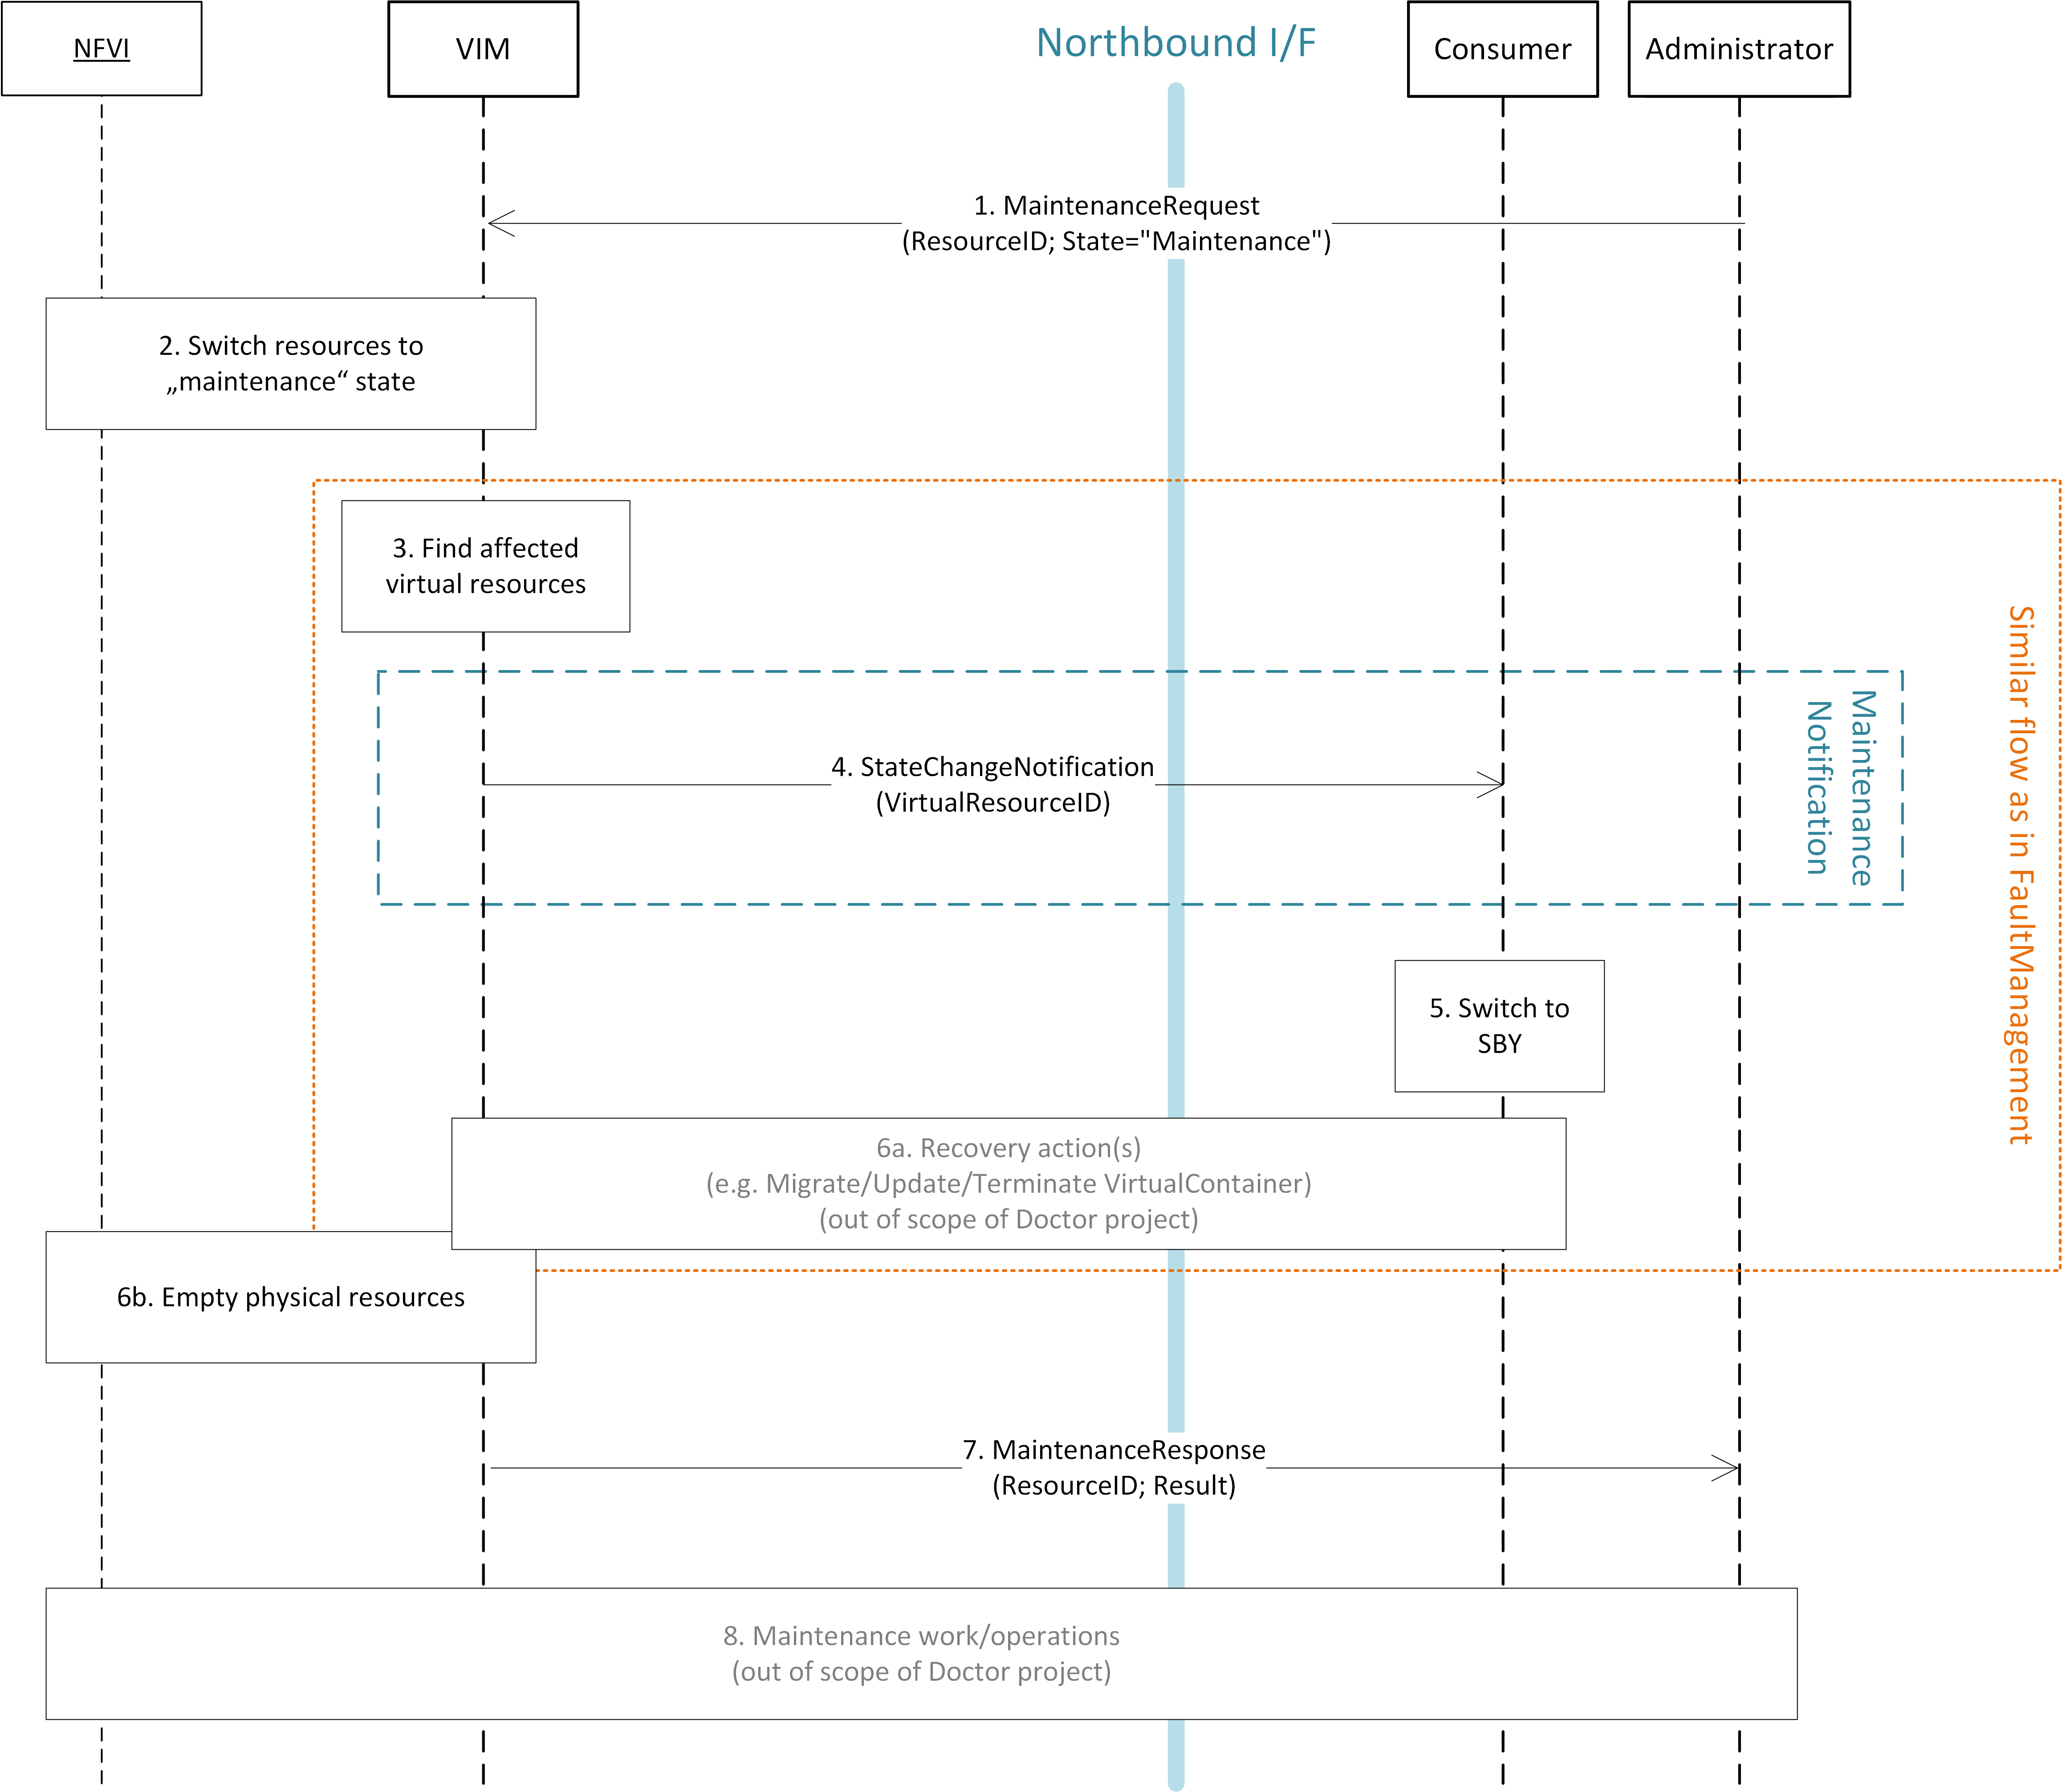 NFVI
VIM
Northbound I/F
Consumer
Administrator
1. MaintenanceRequest
(ResourceID; State="Maintenance")
2. Switch resources to
„maintenance“ state
3. Find affected
virtual resources
Similar flow as in FaultManagement
Maintenance
Notification
4. StateChangeNotification
(VirtualResourceID)
5. Switch to
SBY
6a. Recovery action(s)
(e.g. Migrate/Update/Terminate VirtualContainer)
(out of scope of Doctor project)
6b. Empty physical resources
7. MaintenanceResponse
(ResourceID; Result)
8. Maintenance work/operations
(out of scope of Doctor project)